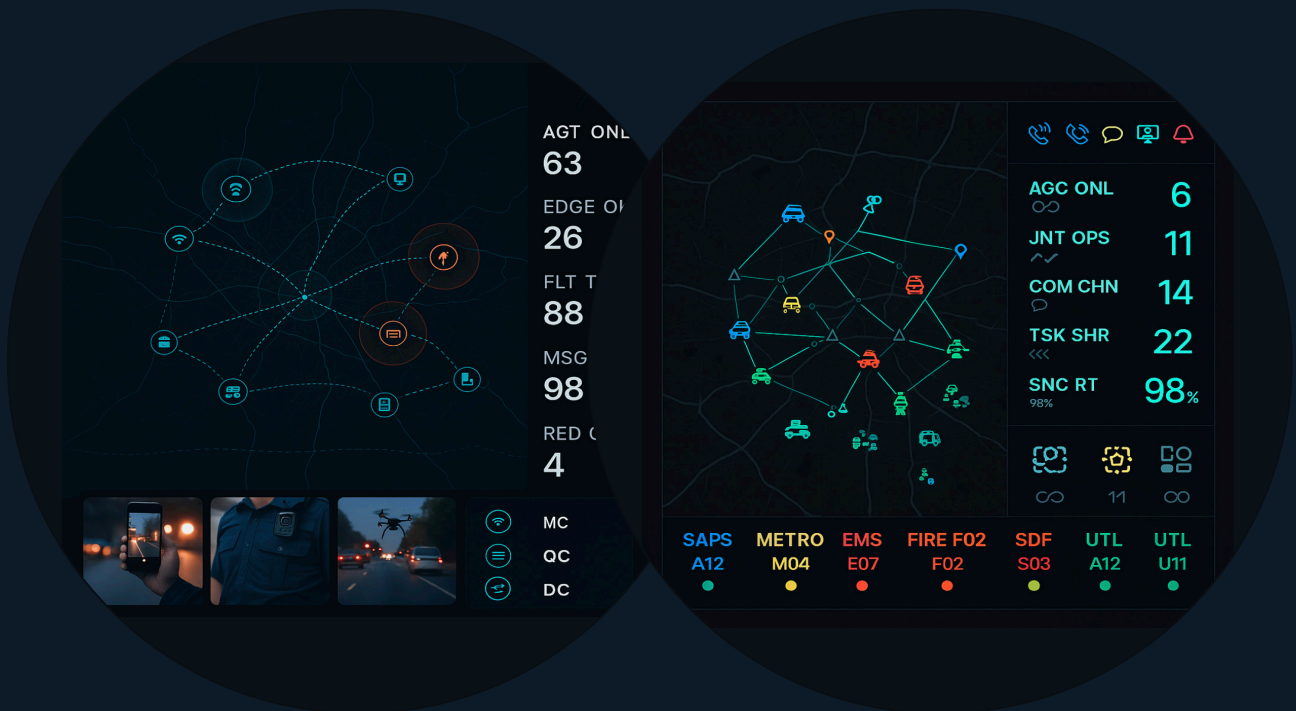 AGT ONL
63
EDGE
26
FLT
88
MSG
98
RED
4
MC
QC
DC
AGC ONL
6
JNT OPS
11
COM CHN
14
TSK SHR
22
SNC RT
98%
98%
11
SAPS
A12
METRO
M04
EMS
E07
FIRE F02
F02
SDF
S03
UTL
A12
UTL
U11